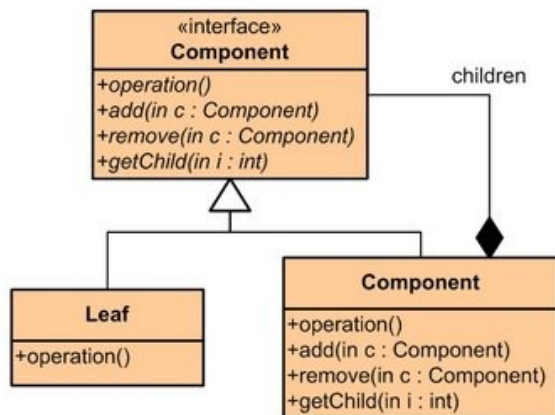 «interface»
Component
+operation()
+add(in c : Component)
+remove(in c : Component)
+getChild(in i : int)
children
Leaf
+operation()
Component
+operation()
+add(in c : Component)
+remove(in c : Component)
+getChild(in i : int)